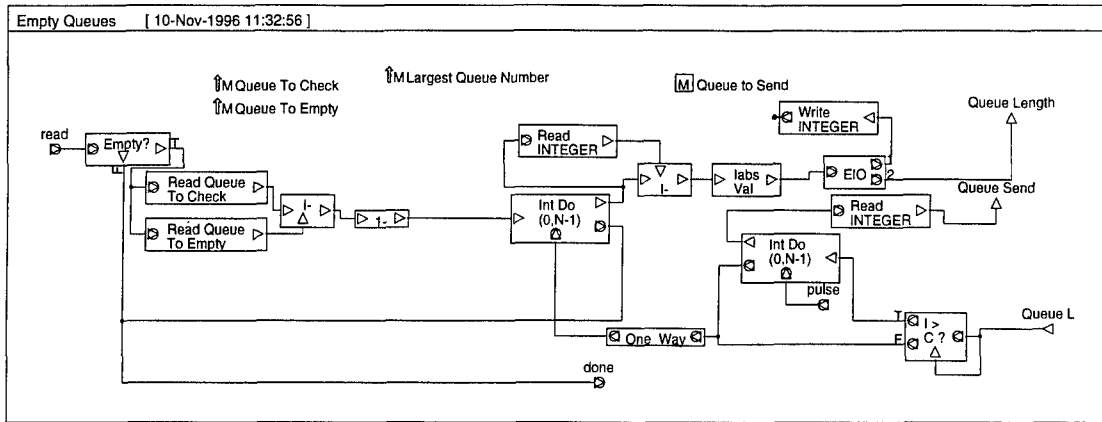 Empty Queues [ 10-Nov-1996 11:32:56 ]
⇑M Queue To Check
⇑M Largest Queue Number
M Queue to Send
⇑M Queue To Empty
Queue Length
Write
INTEGER
read
Empty?
T
F
Read
INTEGER
I-
Iabs
Val
EIO
1
2
Queue Send
Read Queue
To Check
I-
1-
Int Do
(0,N-1)
Read
INTEGER
Read Queue
To Empty
Int Do
(0,N-1)
pulse
One Way
T
F
I >
C ?
Queue L
done